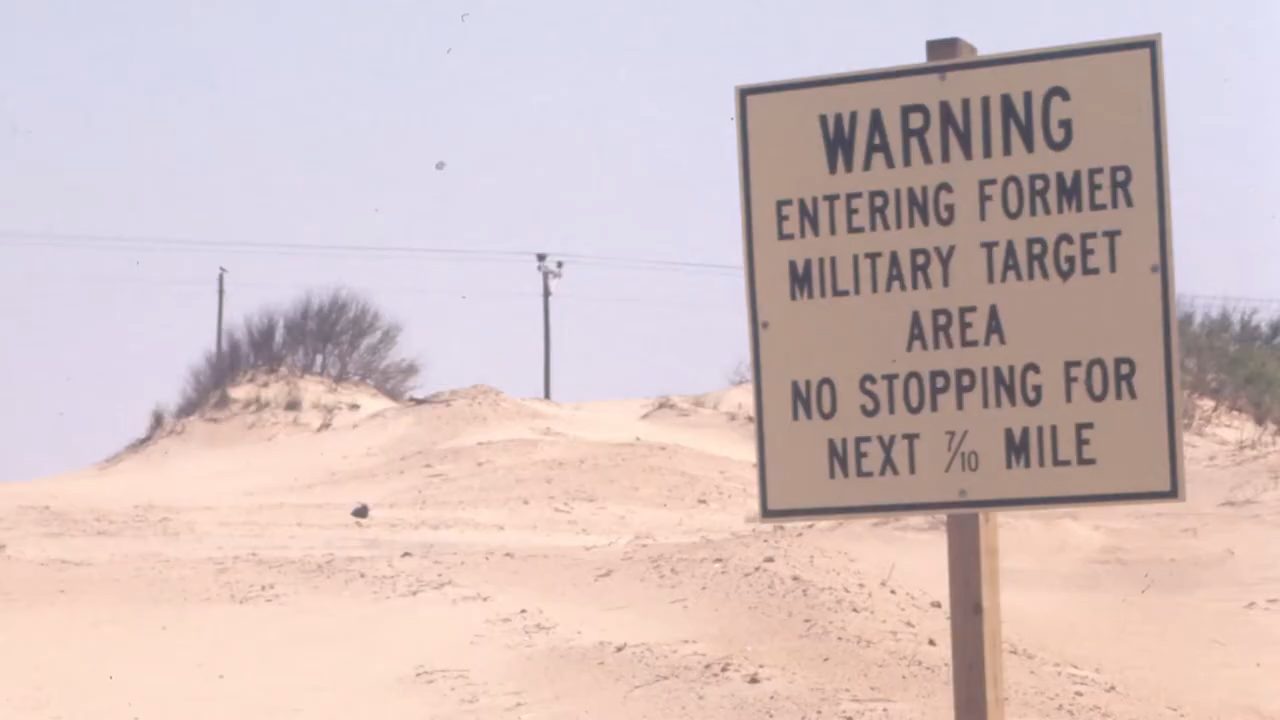 WARNING
ENTERING FORMER
MILITARY TARGET
AREA
NO STOPPING FOR
NEXT 7/10 MILE